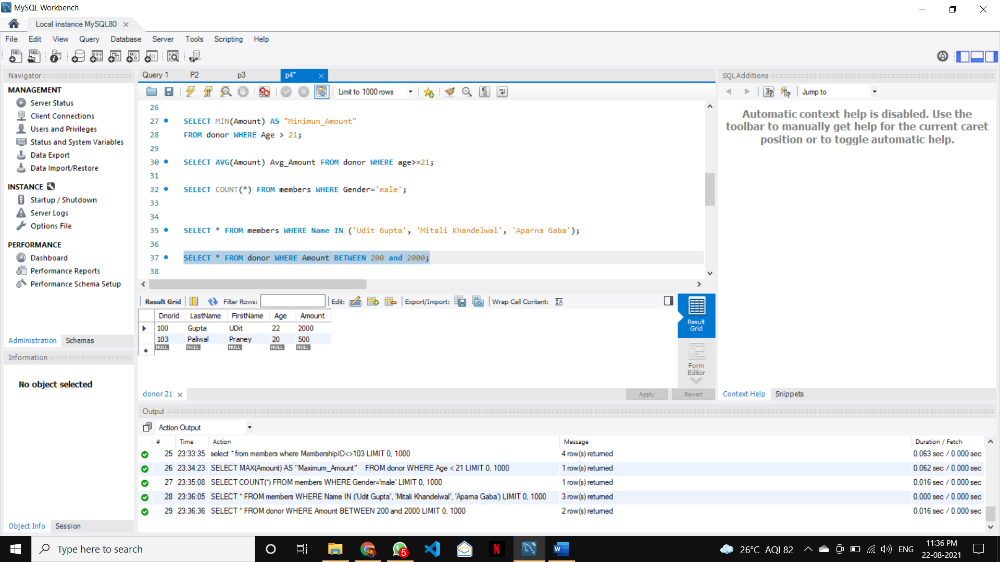 MySQL Workbench
Local instance MySQL80
File Edit View Query Database Server Tools Scripting Help
Navigator
MANAGEMENT
Server Status
Client Connections
Users and Privileges
Status and System Variables
Data Export
Data Import/Restore
INSTANCE
Startup / Shutdown
Server Logs
Options File
PERFORMANCE
Dashboard
Performance Reports
Performance Schema Setup
Administration Schemas
Information
No object selected
Object Info Session
Query 1 P2 p3 p4*
Limit to 1000 rows
26
27 SELECT MIN(Amount) AS "Minimun_Amount"
28 FROM donor WHERE Age > 21;
29
30 SELECT AVG(Amount) Avg_Amount FROM donor WHERE age>=21;
31
32 SELECT COUNT(*) FROM members WHERE Gender='male';
33
34
35 SELECT * FROM members WHERE Name IN ('Udit Gupta', 'Mitali Khandelwal', 'Aparna Gaba');
36
37 SELECT * FROM donor WHERE Amount BETWEEN 200 and 2000;
38
Result Grid Filter Rows: Edit: Export/Import: Wrap Cell Content:
Dnorid LastName FirstName Age Amount
100 Gupta UDit 22 2000
103 Paliwal Praney 20 500
NULL NULL NULL NULL NULL
Result Grid
Form Editor
donor 21 Apply Revert
SQLAdditions
Jump to
Automatic context help is disabled. Use the
toolbar to manually get help for the current caret
position or to toggle automatic help.
Context Help Snippets
Output
Action Output
# Time Action Message Duration / Fetch
25 23:33:35 select * from members where MembershipID<>103 LIMIT 0, 1000 4 row(s) returned 0.063 sec / 0.000 sec
26 23:34:23 SELECT MAX(Amount) AS "Maximum_Amount" FROM donor WHERE Age < 21 LIMIT 0, 1000 1 row(s) returned 0.062 sec / 0.000 sec
27 23:35:08 SELECT COUNT(*) FROM members WHERE Gender='male' LIMIT 0, 1000 1 row(s) returned 0.016 sec / 0.000 sec
28 23:36:05 SELECT * FROM members WHERE Name IN ('Udit Gupta', 'Mitali Khandelwal', 'Aparna Gaba') LIMIT 0, 1000 3 row(s) returned 0.000 sec / 0.000 sec
29 23:36:36 SELECT * FROM donor WHERE Amount BETWEEN 200 and 2000 LIMIT 0, 1000 2 row(s) returned 0.016 sec / 0.000 sec
Type here to search
5
26°C AQI 82
ENG
11:36 PM
22-08-2021